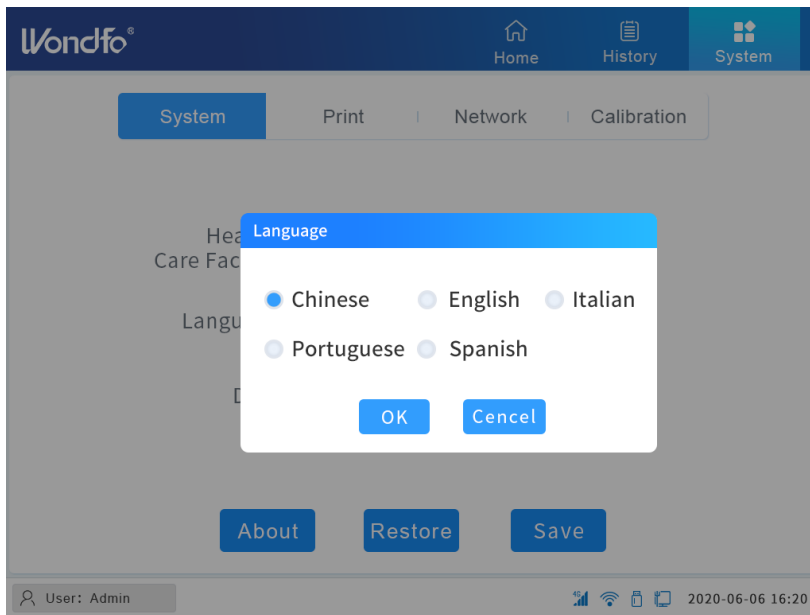 Wondfo®
Home
History
System
System
Print
Network
Calibration
Hea
Care Fac
Langu
Language
Chinese
English
Italian
Portuguese
Spanish
OK
Cencel
About
Restore
Save
User: Admin
4G
2020-06-06 16:20